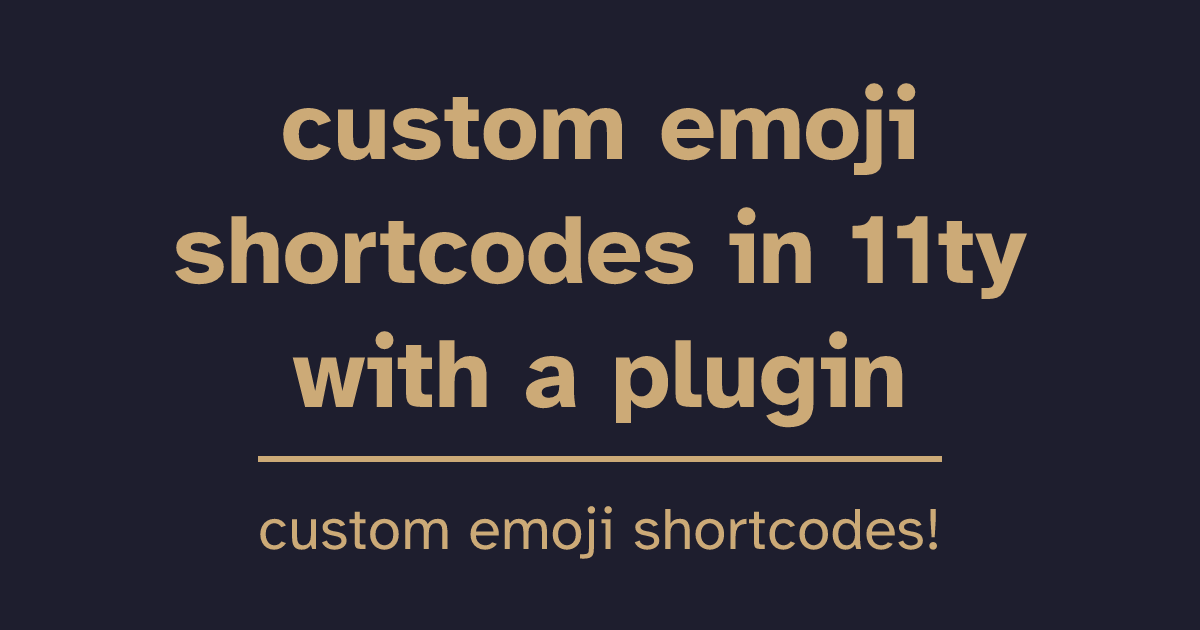 custom emoji
shortcodes in 11ty
with a plugin
custom emoji shortcodes!